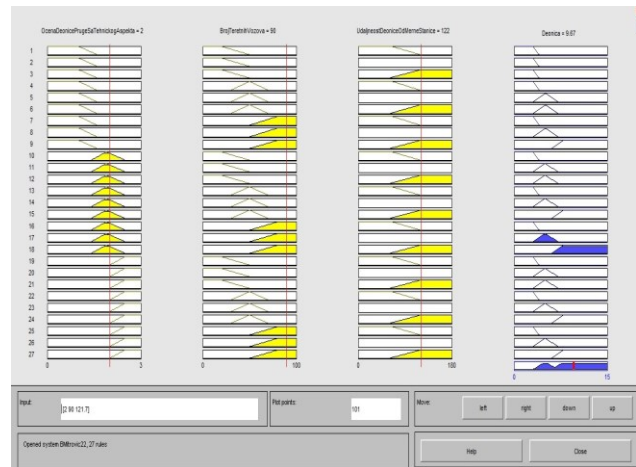 OcenaDeonicePrugeSaTehnickogAspekta = 2
BrojTeretnihVozova = 90
UdaljenostDeoniceOdMerneStanice = 122
Deonica = 9.67
1
2
3
4
5
6
7
8
9
10
11
12
13
14
15
16
17
18
19
20
21
22
23
24
25
26
27
0 3
0 100
0 180
0 15
Input:
[2 90 121.7]
Plot points:
101
Move:
left
right
down
up
Opened system BMitrovic22, 27 rules
Help
Close